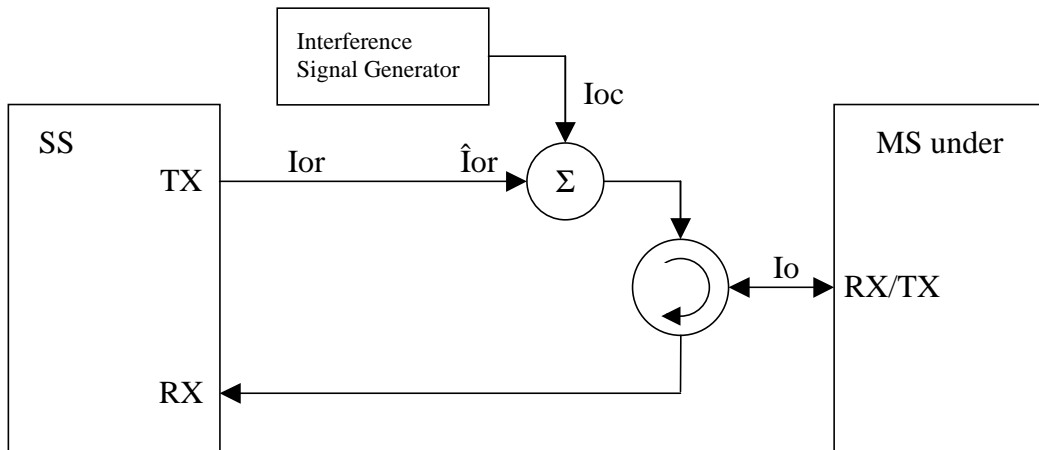 Interference
Signal Generator
Ioc
SS
MS under
TX
Ior
Îor
Σ
Io
RX/TX
RX